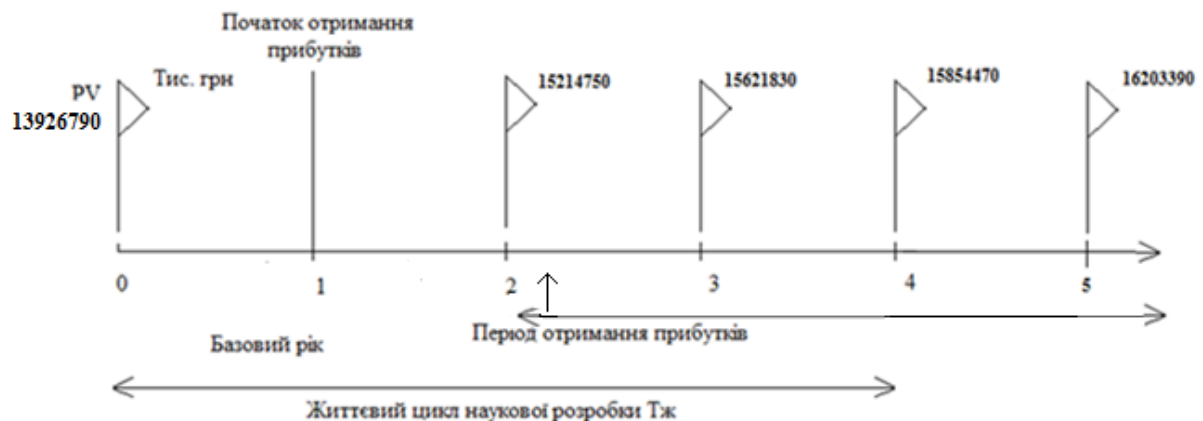 Початок отримання
прибутків
PV
Тис. грн
13926790
15214750
15621830
15854470
16203390
0
1
2
3
4
5
Період отримання прибутків
Базовий рік
Життєвий цикл наукової розробки Тж